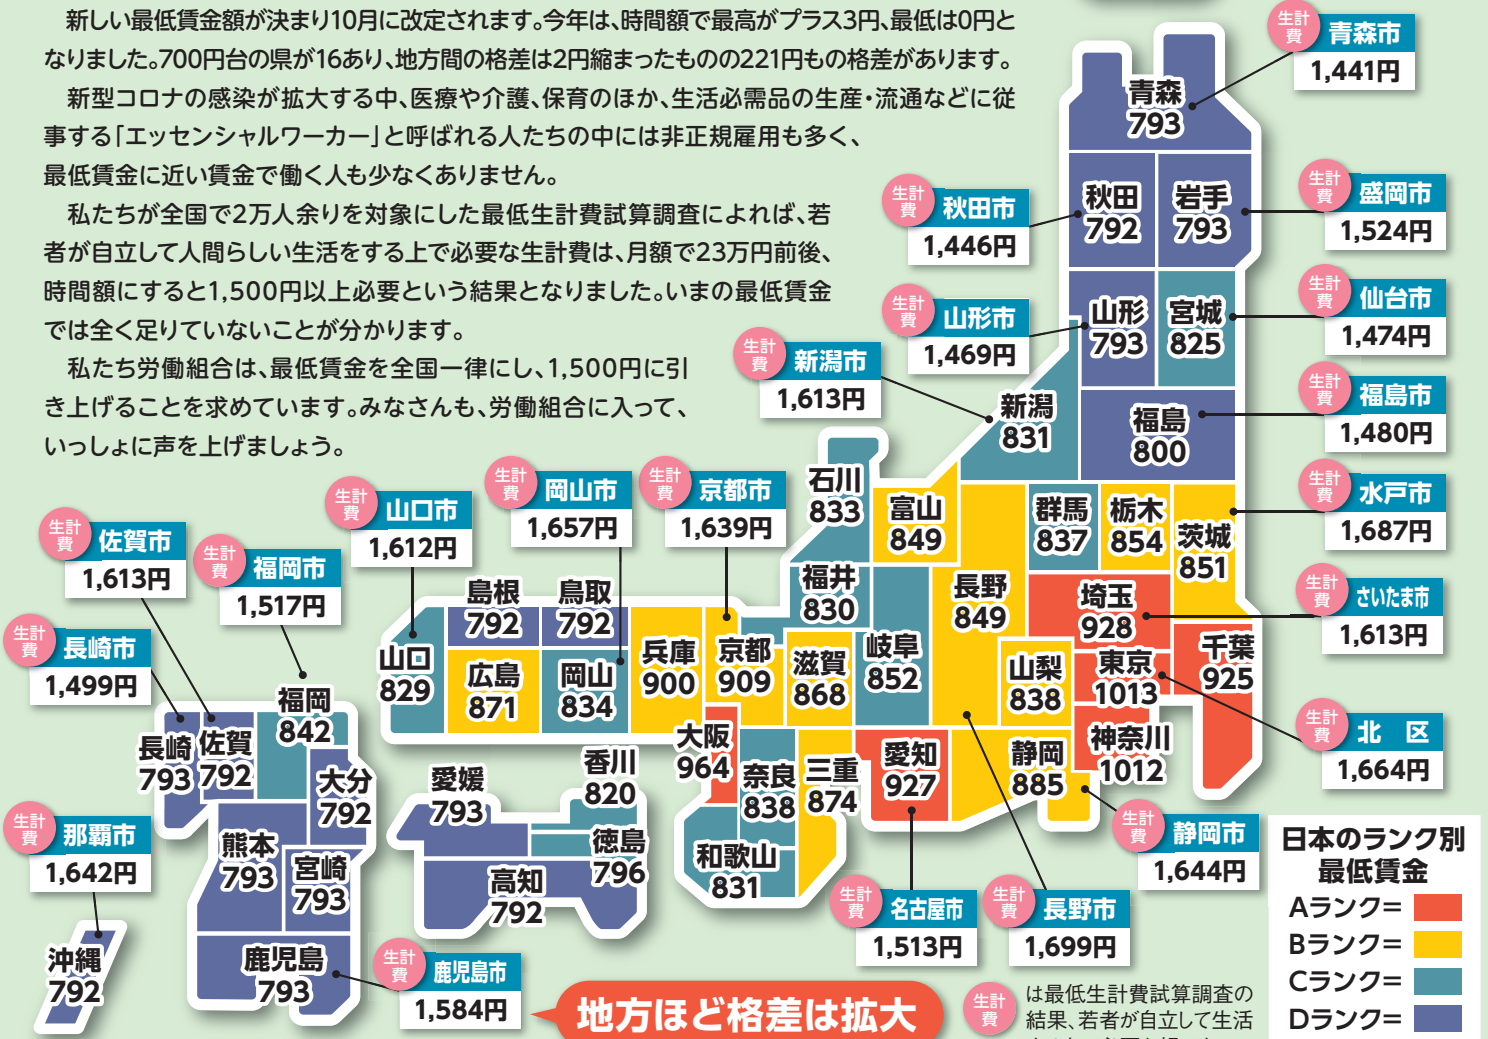 新しい最低賃金額が決まり10月に改定されます。今年は、時間額で最高がプラス3円、最低は0円と
なりました。700円台の県が16あり、地方間の格差は2円縮まったものの221円もの格差があります。
新型コロナの感染が拡大する中、医療や介護、保育のほか、生活必需品の生産・流通などに従
事する「エッセンシャルワーカー」と呼ばれる人たちの中には非正規雇用も多く、
最低賃金に近い賃金で働く人も少なくありません。
私たちが全国で2万人余りを対象にした最低生計費試算調査によれば、若
者が自立して人間らしい生活をする上で必要な生計費は、月額で23万円前後、
時間額にすると1,500円以上必要という結果となりました。いまの最低賃金
では全く足りていないことが分かります。
私たち労働組合は、最低賃金を全国一律にし、1,500円に引
き上げることを求めています。みなさんも、労働組合に入って、
いっしょに声を上げましょう。
生計
費
青森市
1,441円
青森
793
生計
費
秋田市
1,446円
秋田
792
岩手
793
生計
費
盛岡市
1,524円
生計
費
山形市
1,469円
山形
793
宮城
825
生計
費
仙台市
1,474円
生計
費
新潟市
1,613円
新潟
831
福島
800
生計
費
福島市
1,480円
生計
費
水戸市
1,687円
生計
費
さいたま市
1,613円
生計
費
北 区
1,664円
石川
833
富山
849
群馬
837
栃木
854
茨城
851
福井
830
長野
849
埼玉
928
千葉
925
岐阜
852
山梨
838
東京
1013
神奈川
1012
滋賀
868
京都
909
兵庫
900
鳥取
792
島根
792
岡山
834
広島
871
山口
829
生計
費
京都市
1,639円
生計
費
岡山市
1,657円
生計
費
山口市
1,612円
生計
費
佐賀市
1,613円
生計
費
福岡市
1,517円
生計
費
長崎市
1,499円
福岡
842
長崎
793
佐賀
792
大分
792
熊本
793
宮崎
793
鹿児島
793
生計
費
那覇市
1,642円
沖縄
792
生計
費
鹿児島市
1,584円
愛媛
793
香川
820
徳島
796
高知
792
大阪
964
奈良
838
三重
874
和歌山
831
愛知
927
静岡
885
生計
費
静岡市
1,644円
生計
費
名古屋市
1,513円
生計
費
長野市
1,699円
日本のランク別
最低賃金
Aランク=
Bランク=
Cランク=
Dランク=
地方ほど格差は拡大
生計
費
は最低生計費試算調査の
結果、若者が自立して生活